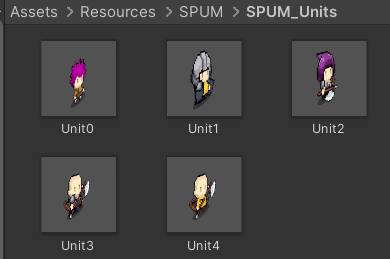 Assets > Resources > SPUM > SPUM_Units
Unit0 Unit1 Unit2
Unit3 Unit4